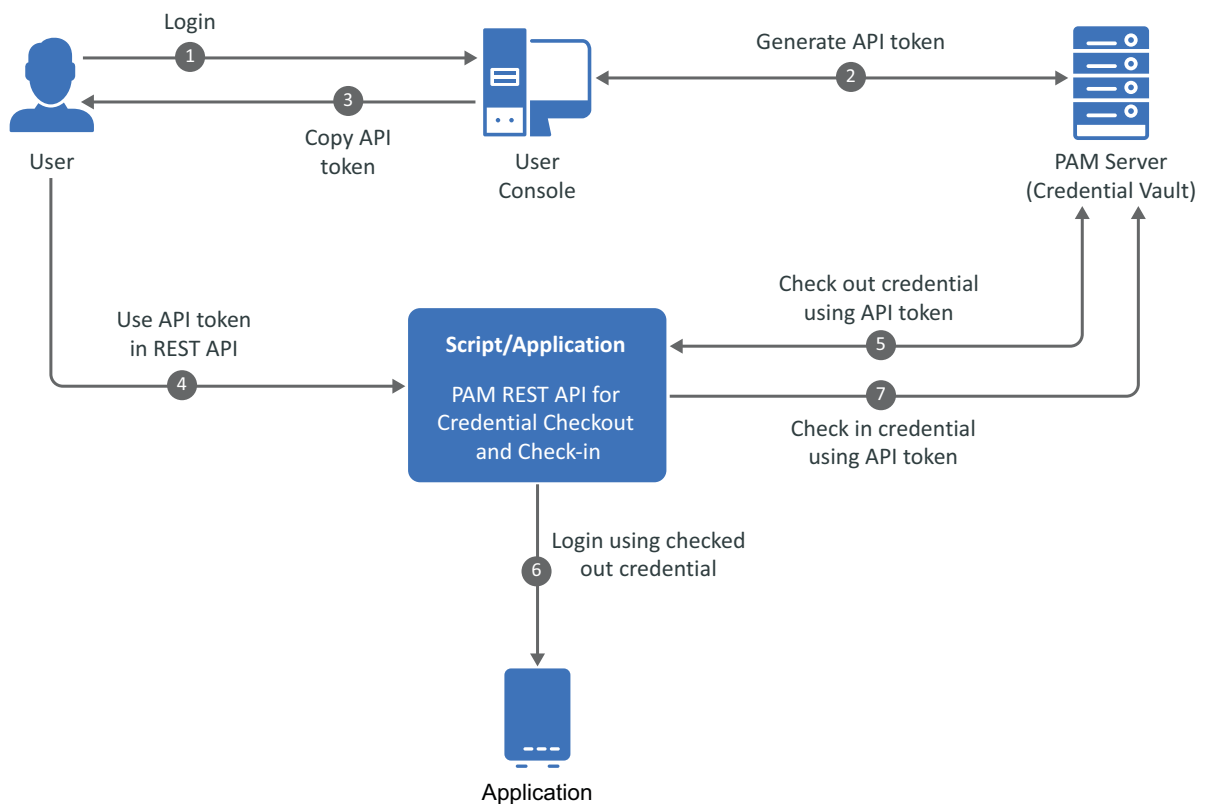 Login
1
Generate API token
2
3
Copy API
token
User
User
Console
PAM Server
(Credential Vault)
Check out credential
using API token
5
Use API token
in REST API
4
Script/Application
PAM REST API for
Credential Checkout
and Check-in
7
Check in credential
using API token
Login using checked
out credential
6
Application